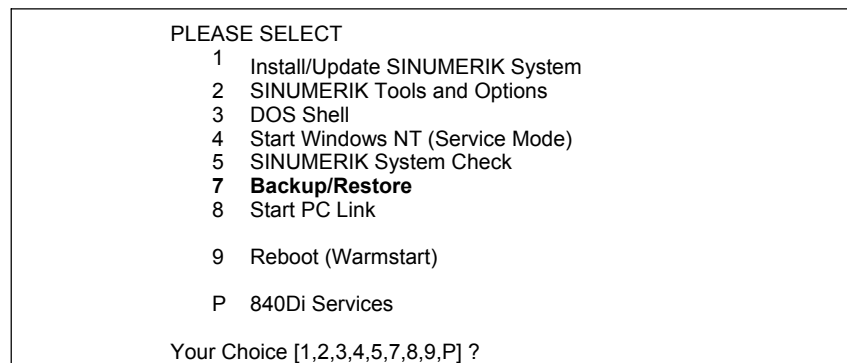 PLEASE SELECT
1 Install/Update SINUMERIK System
2 SINUMERIK Tools and Options
3 DOS Shell
4 Start Windows NT (Service Mode)
5 SINUMERIK System Check
7 Backup/Restore
8 Start PC Link
9 Reboot (Warmstart)
P 840Di Services
Your Choice [1,2,3,4,5,7,8,9,P] ?